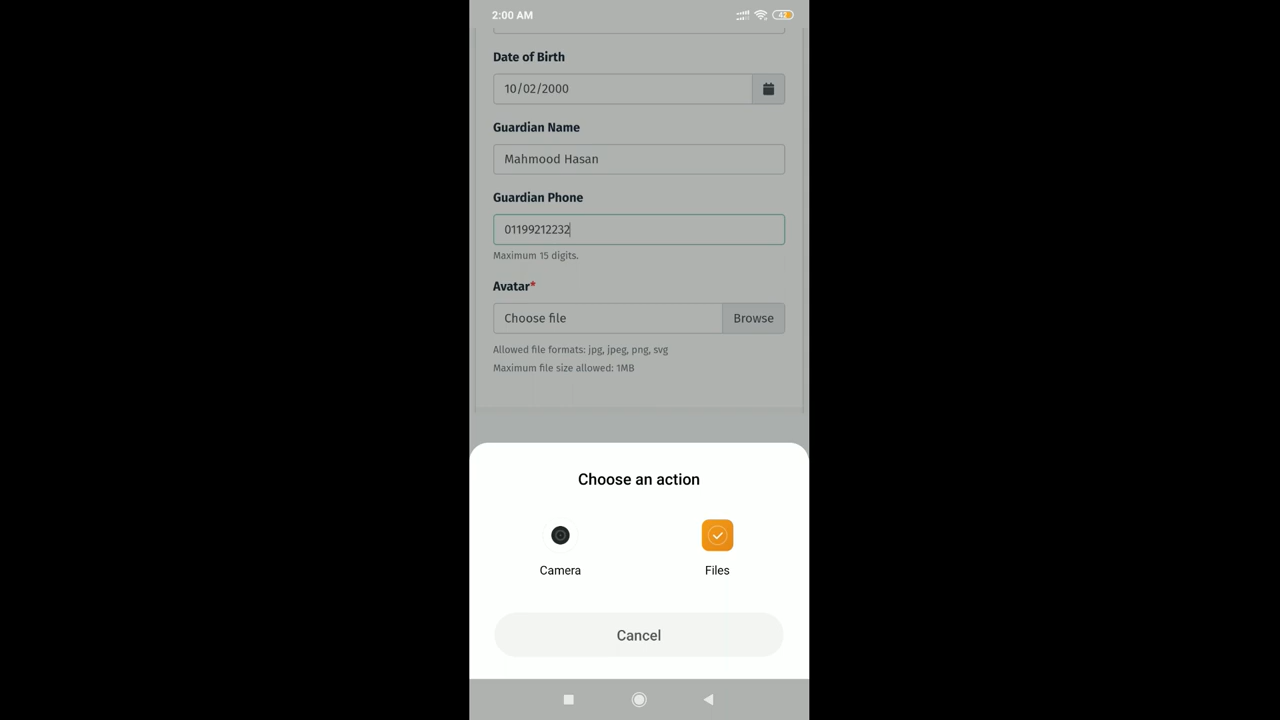 2:00 AM
42
Date of Birth
10/02/2000
Guardian Name
Mahmood Hasan
Guardian Phone
01199212232
Maximum 15 digits.
Avatar*
Choose file
Browse
Allowed file formats: jpg, jpeg, png, svg
Maximum file size allowed: 1MB
Choose an action
Camera
Files
Cancel